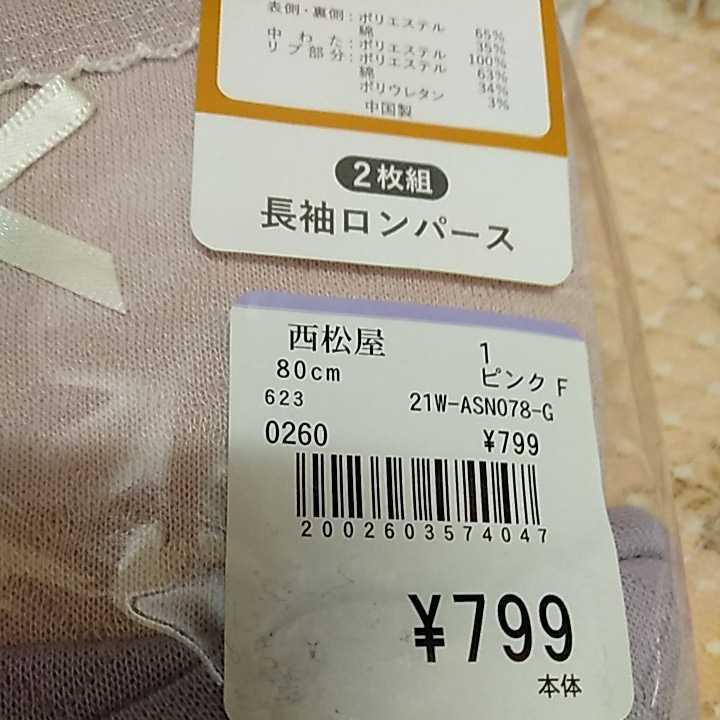 表側・裏側：ポリエステル 65%
綿 35%
中わた：ポリエステル 100%
リブ部分：ポリエステル 63%
綿 34%
ポリウレタン 3%
中国製
2枚組
長袖ロンパース
西松屋 1
80cm ピンク F
623 21W-ASN078-G
0260 ¥799
2002603574047
¥799
本体